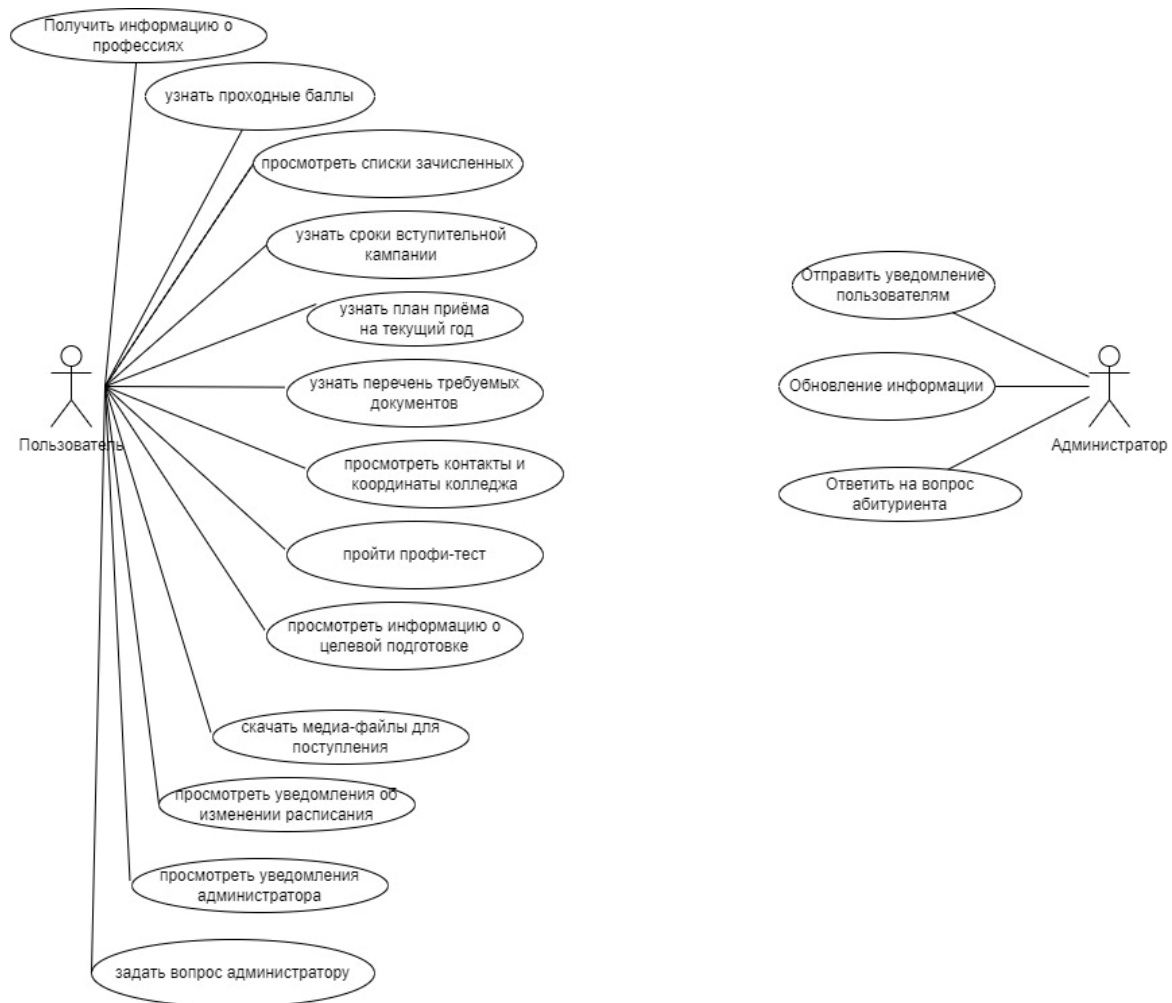 Получить информацию о
профессиях
узнать проходные баллы
просмотреть списки зачисленных
узнать сроки вступительной
кампании
узнать план приёма
на текущий год
узнать перечень требуемых
документов
Пользователь
просмотреть контакты и
координаты колледжа
пройти профи-тест
просмотреть информацию о
целевой подготовке
скачать медиа-файлы для
поступления
просмотреть уведомления об
изменении расписания
просмотреть уведомления
администратора
задать вопрос администратору
Отправить уведомление
пользователям
Обновление информации
Администратор
Ответить на вопрос
абитуриента